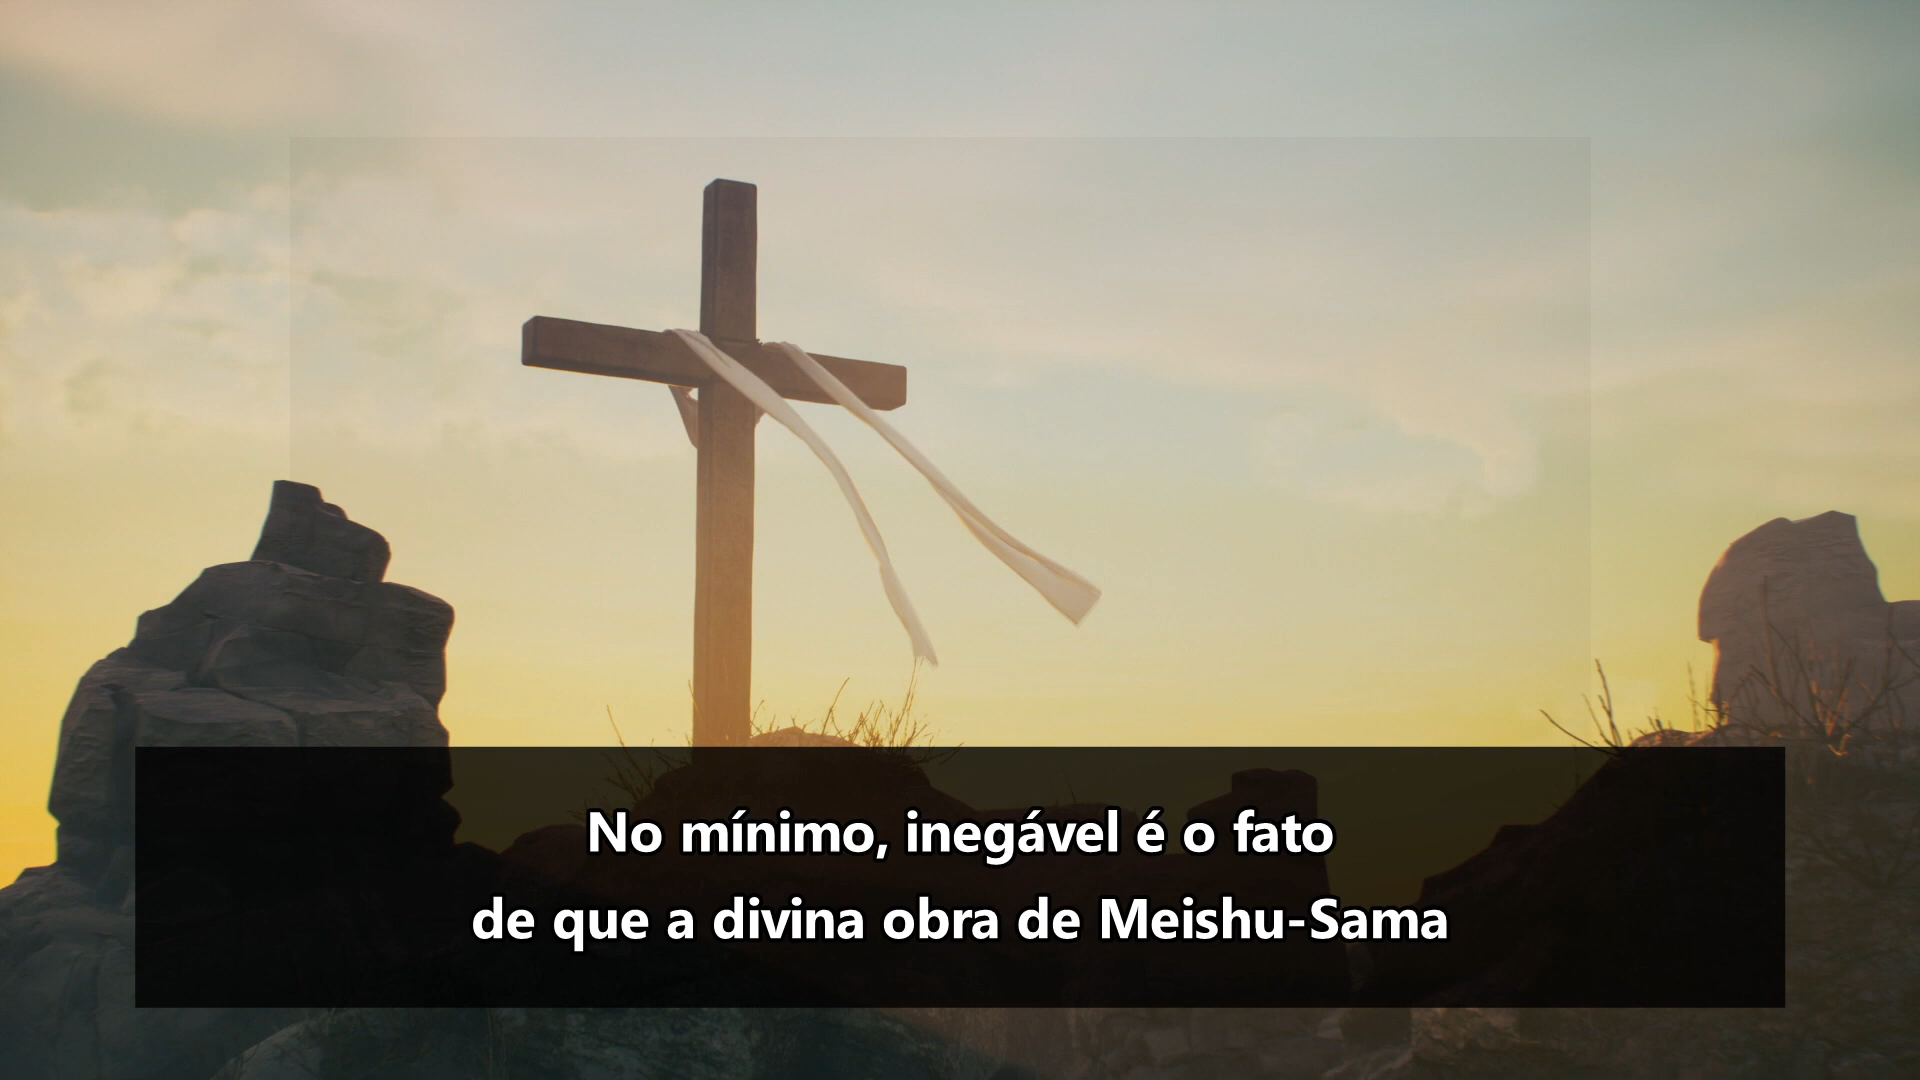 No mínimo, inegável é o fato
de que a divina obra de Meishu-Sama